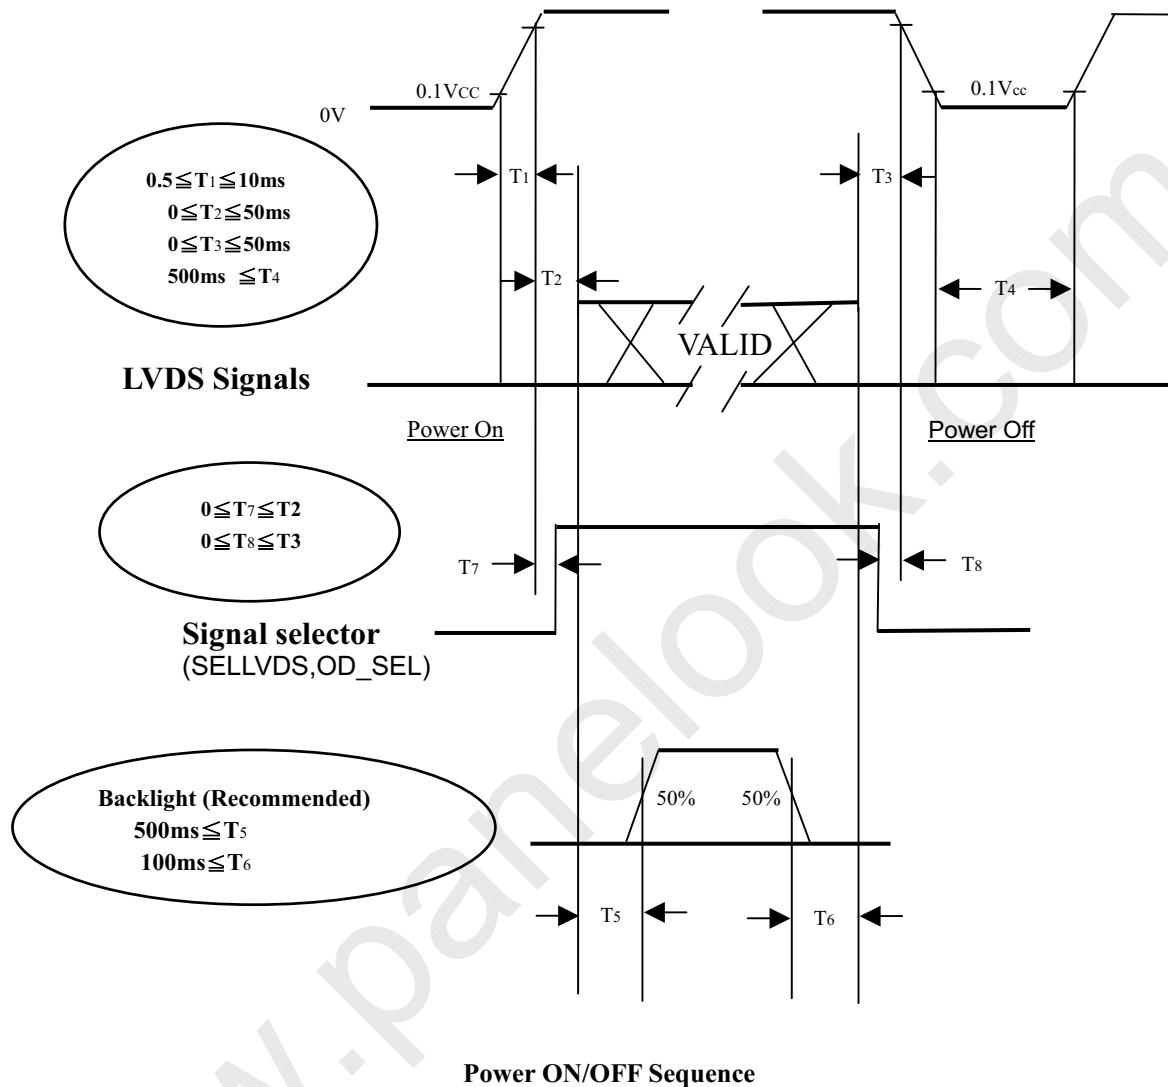 0.1VCC
0.1Vcc
0V
T1
T3
0.5≦T1≦10ms
0≦T2≦50ms
0≦T3≦50ms
500ms ≦T4
T2
T4
VALID
LVDS Signals
Power On
Power Off
0≦T7≦T2
0≦T8≦T3
T7
T8
Signal selector
(SELLVDS,OD_SEL)
Backlight (Recommended)
500ms≦T5
100ms≦T6
50%
50%
T5
T6
Power ON/OFF Sequence
w.panelook.com